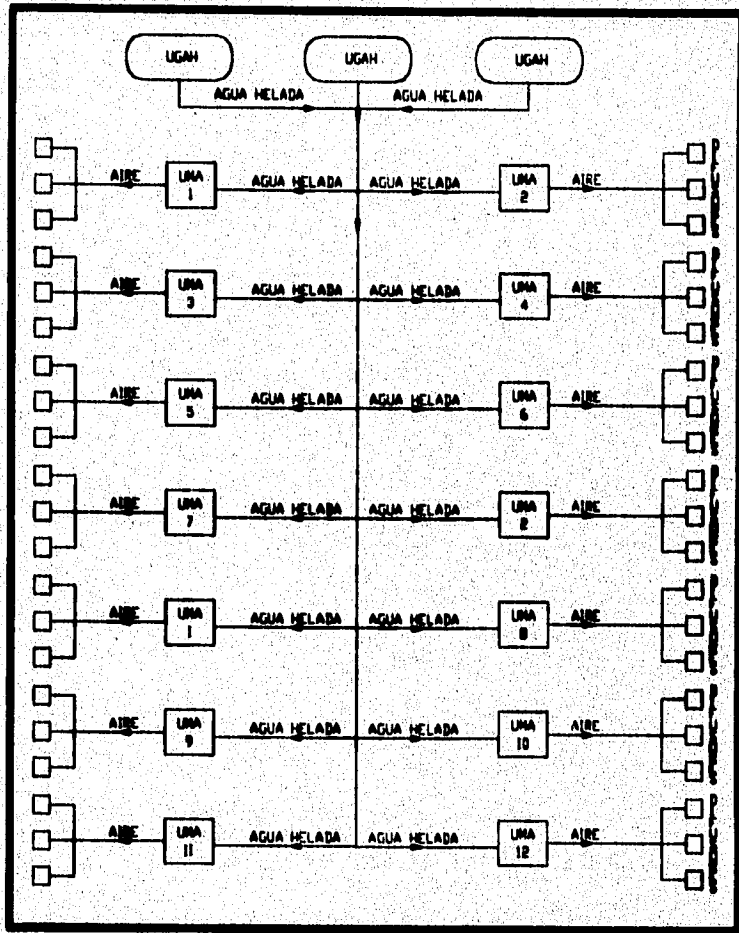 UGAH UGAH UGAH
AGUA HELADA AGUA HELADA
AIRE UMA 1 AGUA HELADA AGUA HELADA UMA 2 AIRE
AIRE UMA 3 AGUA HELADA AGUA HELADA UMA 4 AIRE
AIRE UMA 5 AGUA HELADA AGUA HELADA UMA 6 AIRE
AIRE UMA 7 AGUA HELADA AGUA HELADA UMA 2 AIRE
AIRE UMA 1 AGUA HELADA AGUA HELADA UMA 8 AIRE
AIRE UMA 9 AGUA HELADA AGUA HELADA UMA 10 AIRE
AIRE UMA 11 AGUA HELADA AGUA HELADA UMA 12 AIRE